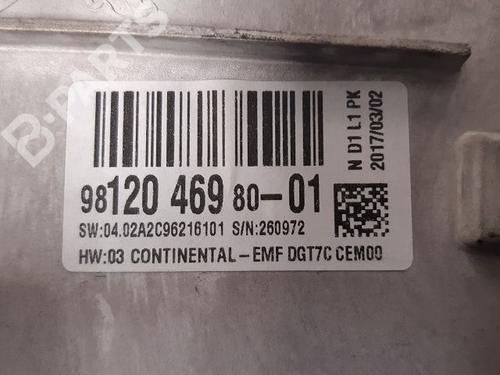 B-PARTS
98120 469 80-01
SW:04.02A2C96216101 S/N:260972
HW:03 CONTINENTAL-EMF DGT7C CEM00
N D1 L1 PK
2017/03/02